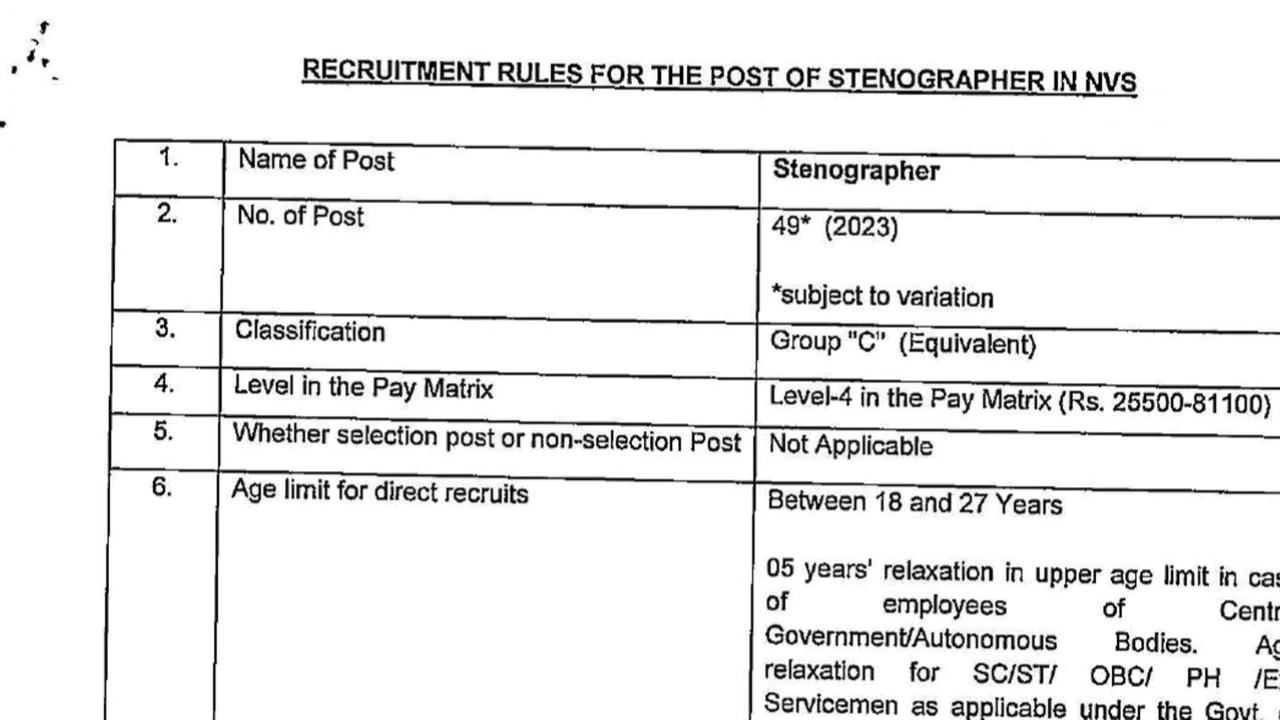 RECRUITMENT RULES FOR THE POST OF STENOGRAPHER IN NVS
1. Name of Post Stenographer
2. No. of Post 49* (2023)
*subject to variation
3. Classification Group "C" (Equivalent)
4. Level in the Pay Matrix Level-4 in the Pay Matrix (Rs. 25500-81100)
5. Whether selection post or non-selection Post Not Applicable
6. Age limit for direct recruits Between 18 and 27 Years
05 years' relaxation in upper age limit in
of employees of
Government/Autonomous Bodies.
relaxation for SC/ST/ OBC/ PH
Servicemen as applicable under the Govt.